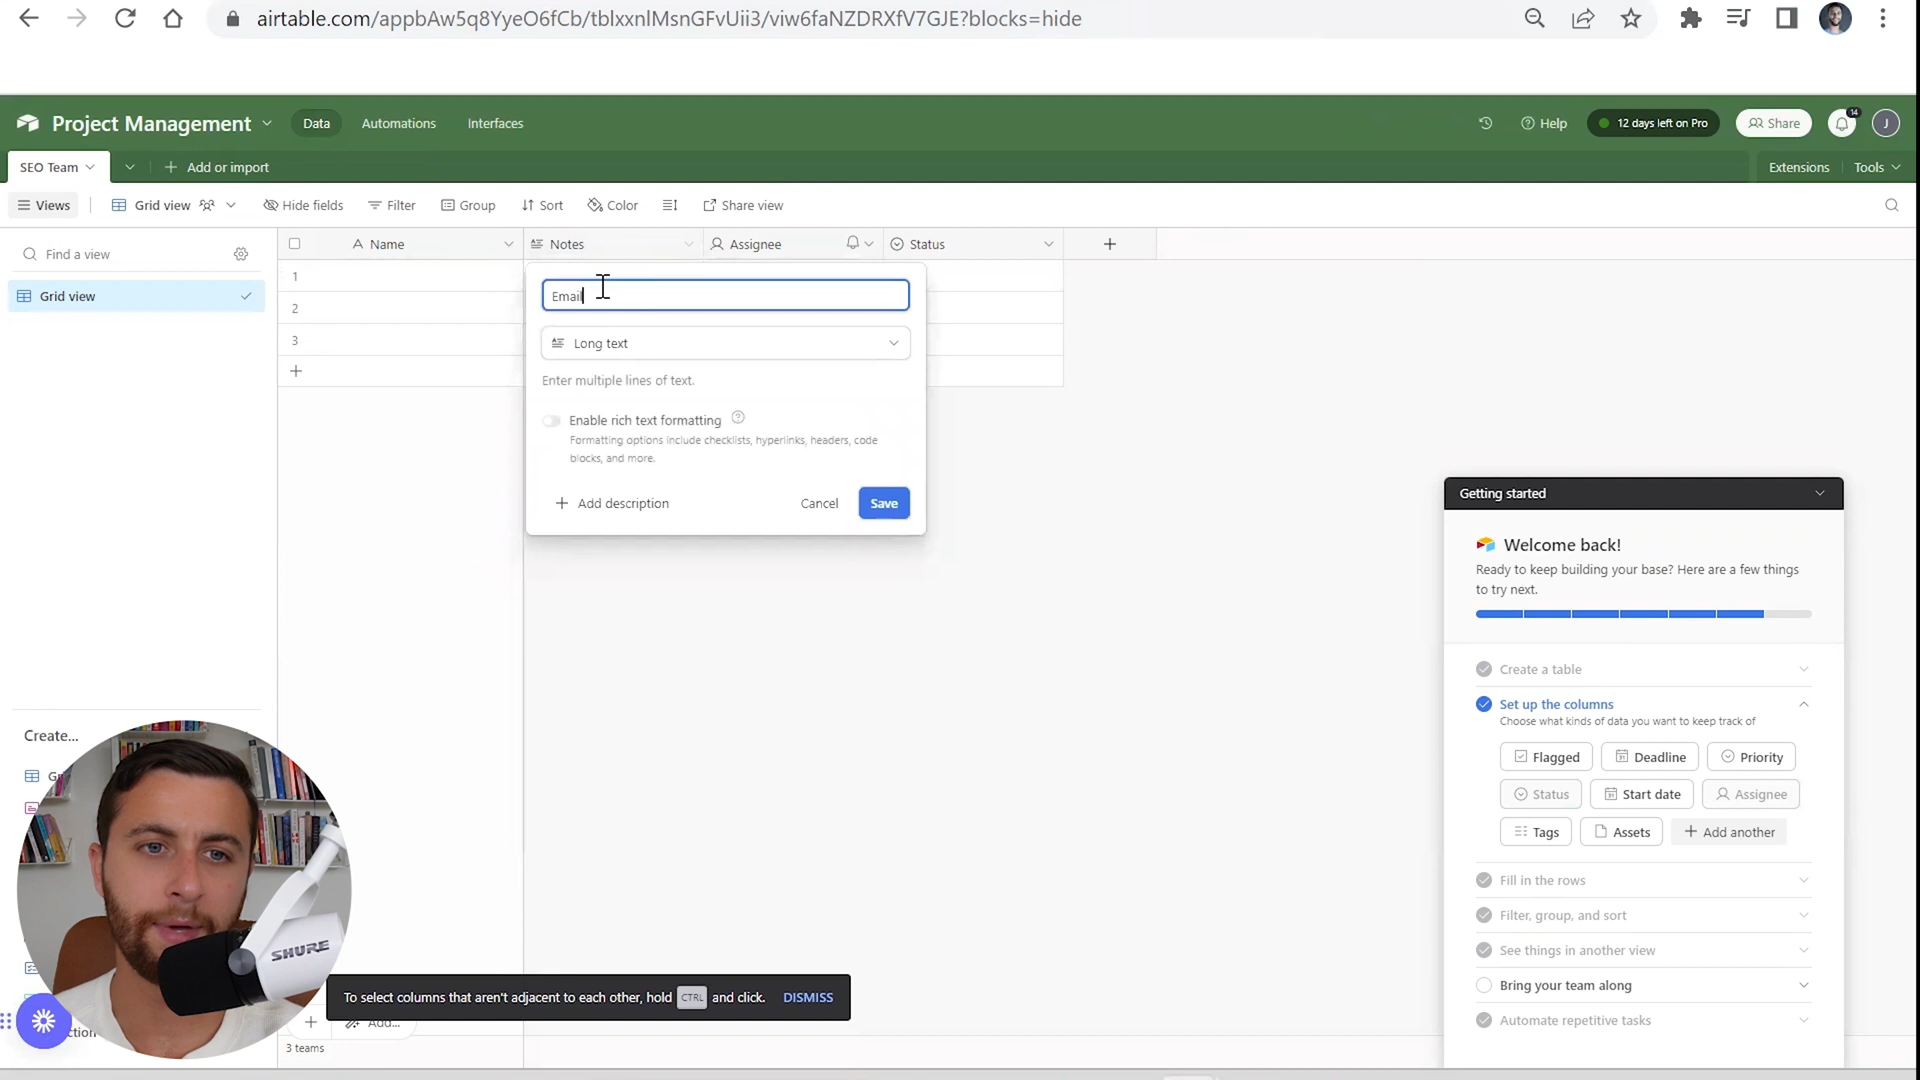 airtable.com/appbAw5q8YyeO6fCb/tblxxnlMsnGFvUii3/viw6faNZDRXfV7GJE?blocks=hide
Project Management
Data
Automations
Interfaces
Help
12 days left on Pro
Share
14
J
SEO Team
Add or import
Extensions
Tools
Views
Grid view
Hide fields
Filter
Group
Sort
Color
Share view
Find a view
Name
Notes
Assignee
Status
Grid view
1
2
3
Email
Long text
Enter multiple lines of text.
Enable rich text formatting
Formatting options include checklists, hyperlinks, headers, code
blocks, and more.
Add description
Cancel
Save
Getting started
Welcome back!
Ready to keep building your base? Here are a few things
to try next.
Create a table
Set up the columns
Choose what kinds of data you want to keep track of
Flagged
Deadline
Priority
Status
Start date
Assignee
Tags
Assets
Add another
Fill in the rows
Filter, group, and sort
See things in another view
Bring your team along
Automate repetitive tasks
Create...
SHURE
To select columns that aren't adjacent to each other, hold CTRL and click. DISMISS
Add...
3 teams